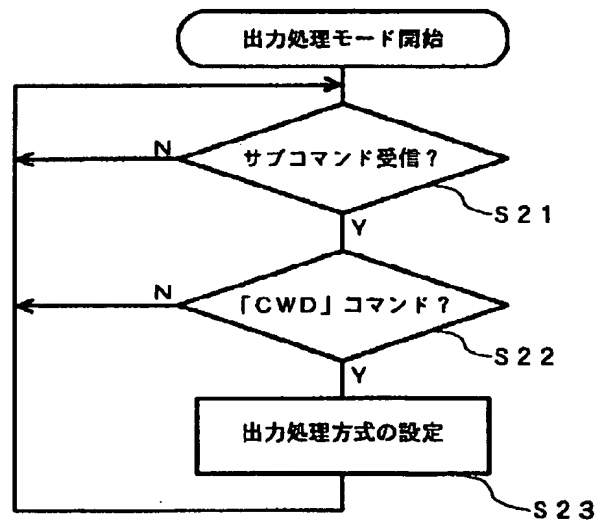 出力処理モード開始
N
サブコマンド受信？
S21
Y
N
「CWD」コマンド？
S22
Y
出力処理方式の設定
S23